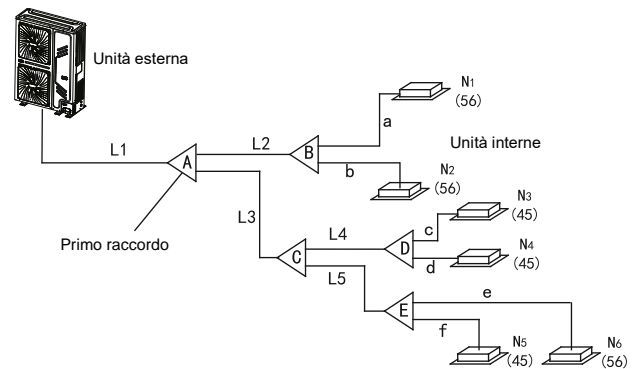 Unità esterna
N1
(56)
a
L1
A
L2
B
Unità interne
b
N2
(56)
L3
N3
(45)
c
Primo raccordo
L4
D
C
N4
(45)
d
L5
e
E
f
N5
(45)
N6
(56)